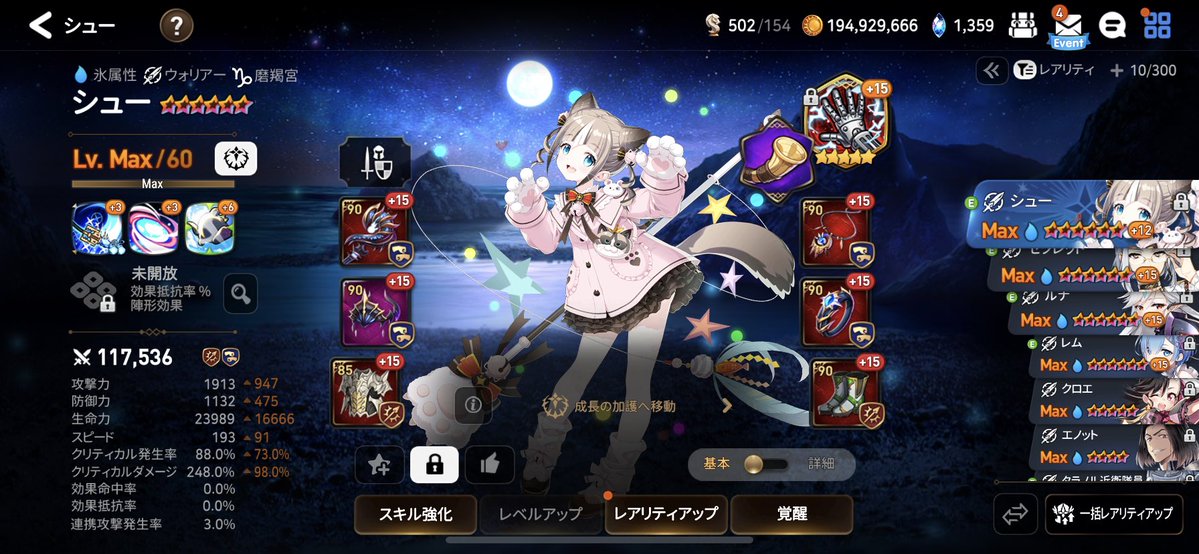 シュー
?
502/154
194,929,666
1,359
4
Event
氷属性 ウォリアー 磨羯宮
シュー
レアリティ + 10/300
Lv. Max/60
Max
+3
+3
+6
未開放
効果抵抗率 %
陣形効果
117,536
攻撃力 1913 947
防御力 1132 475
生命力 23989 16666
スピード 193 91
クリティカル発生率 88.0% 73.0%
クリティカルダメージ 248.0% 98.0%
効果命中率 0.0%
効果抵抗率 0.0%
連携攻撃発生率 3.0%
90 +15
90 +15
85 +15
+15
90 +15
90 +15
90 +15
成長の加護へ移動
基本 詳細
スキル強化
レベルアップ
レアリティアップ
覚醒
E シュー
Max +12
E
Max +15
E ルナ
Max +15
E レム
Max +15
クロエ
Max
エノット
Max
E
一括レアリティアップ